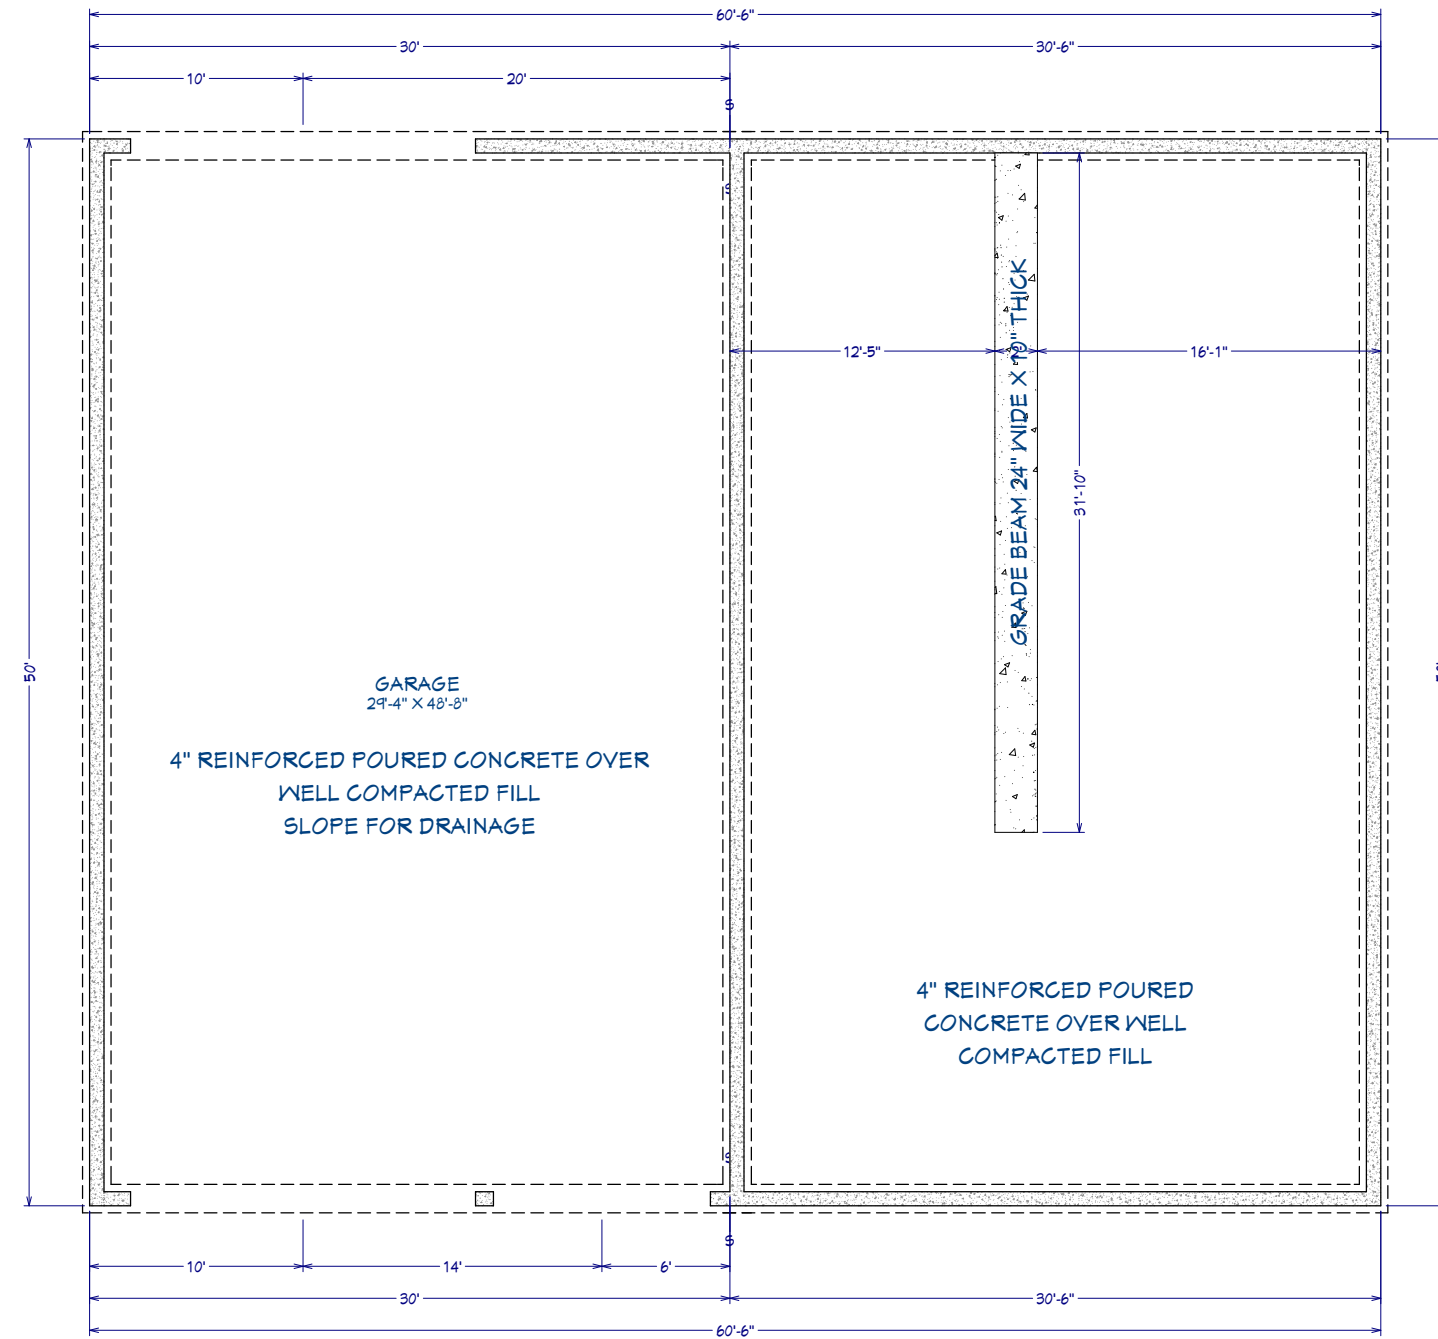 60'-6"
30'
30'-6"
10'
20'
S
S
12'-5"
16'-1"
GRADE BEAM 24" WIDE X 10" THICK
31'-10"
50'
GARAGE
29'-4" X 48'-8"
4" REINFORCED POURED CONCRETE OVER
WELL COMPACTED FILL
SLOPE FOR DRAINAGE
4" REINFORCED POURED
CONCRETE OVER WELL
COMPACTED FILL
S
S
10'
14'
6'
30'
30'-6"
60'-6"